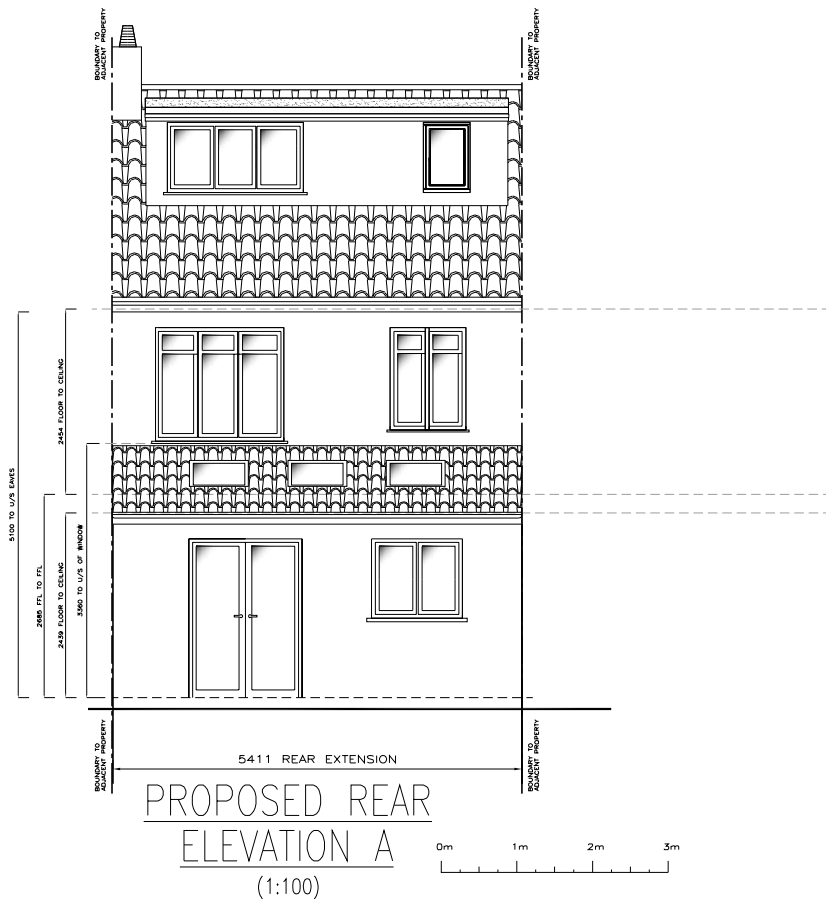 BOUNDARY TO
ADJACENT PROPERTY
BOUNDARY TO
ADJACENT PROPERTY
5100 TO U/S EAVES
2686 FFL TO FFL
2454 FLOOR TO CEILING
2439 FLOOR TO CEILING
3360 TO U/S OF WINDOW
BOUNDARY TO
ADJACENT PROPERTY
5411 REAR EXTENSION
BOUNDARY TO
ADJACENT PROPERTY
PROPOSED REAR
ELEVATION A
(1:100)
0m 1m 2m 3m